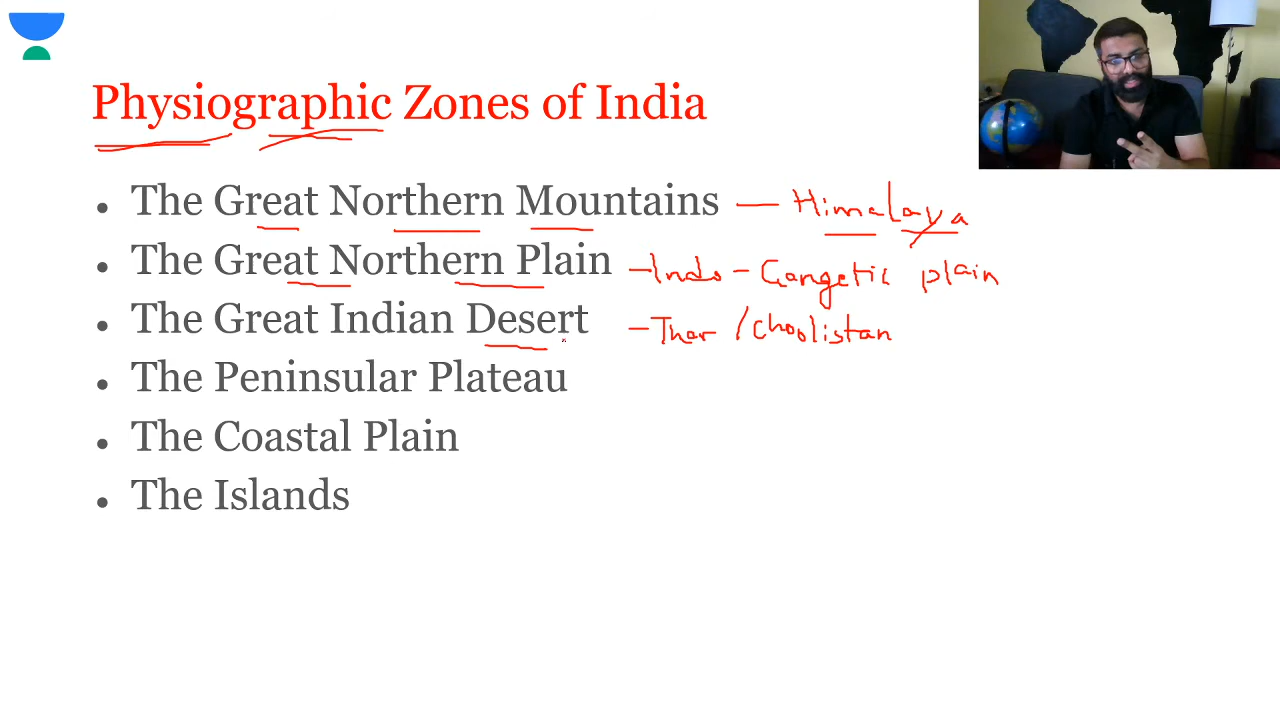 Physiographic Zones of India
• The Great Northern Mountains — Himalaya
• The Great Northern Plain - Indo - Gangetic plain
• The Great Indian Desert - Thar / Choolistan
• The Peninsular Plateau
• The Coastal Plain
• The Islands